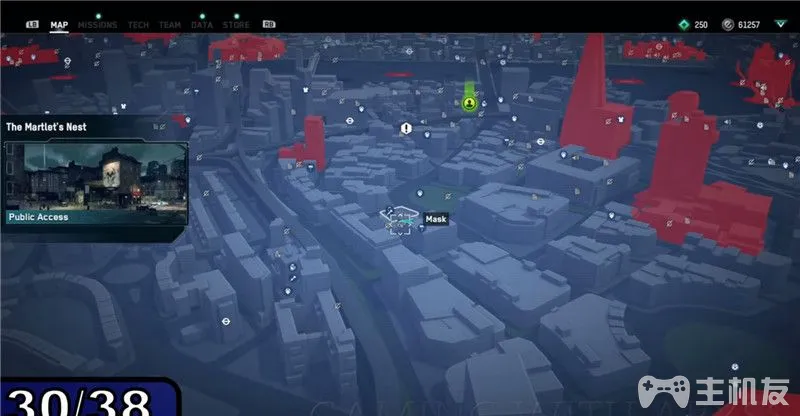 LB MAP MISSIONS TECH TEAM DATA STORE RB 250 61257
The Martlet's Nest
Public Access
Mask
30/38
主机友